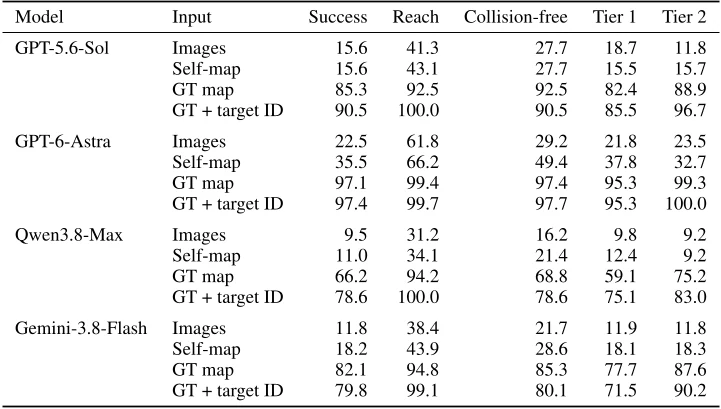 Model Input Success Reach Collision-free Tier 1 Tier 2
GPT-5.6-Sol Images 15.6 41.3 27.7 18.7 11.8
Self-map 15.6 43.1 27.7 15.5 15.7
GT map 85.3 92.5 92.5 82.4 88.9
GT + target ID 90.5 100.0 90.5 85.5 96.7
GPT-6-Astra Images 22.5 61.8 29.2 21.8 23.5
Self-map 35.5 66.2 49.4 37.8 32.7
GT map 97.1 99.4 97.4 95.3 99.3
GT + target ID 97.4 99.7 97.7 95.3 100.0
Qwen3.8-Max Images 9.5 31.2 16.2 9.8 9.2
Self-map 11.0 34.1 21.4 12.4 9.2
GT map 66.2 94.2 68.8 59.1 75.2
GT + target ID 78.6 100.0 78.6 75.1 83.0
Gemini-3.8-Flash Images 11.8 38.4 21.7 11.9 11.8
Self-map 18.2 43.9 28.6 18.1 18.3
GT map 82.1 94.8 85.3 77.7 87.6
GT + target ID 79.8 99.1 80.1 71.5 90.2